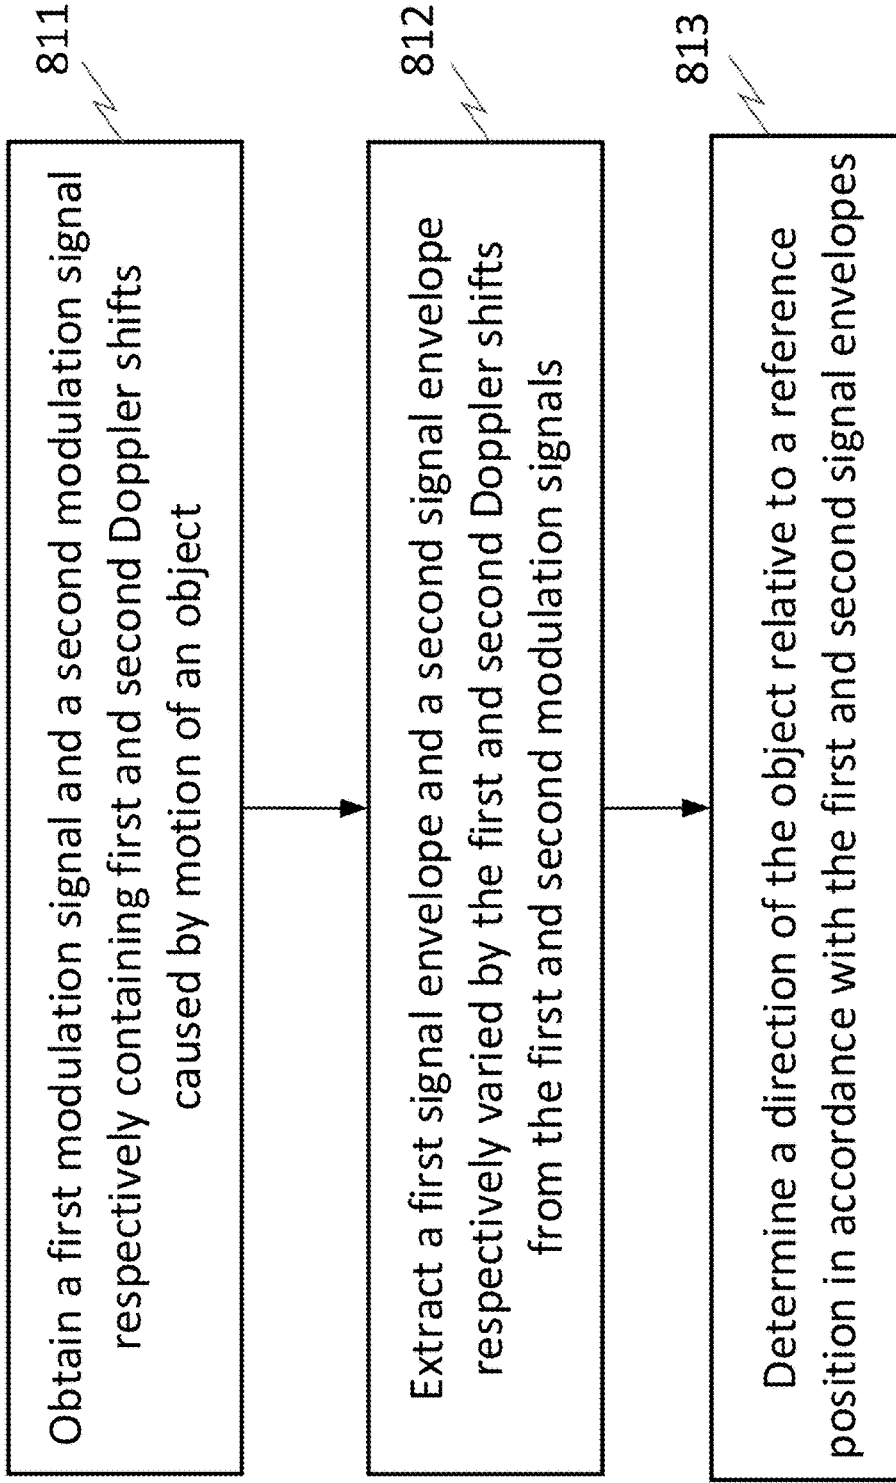 Obtain a first modulation signal and a second modulation signal
respectively containing first and second Doppler shifts
caused by motion of an object
811
Extract a first signal envelope and a second signal envelope
respectively varied by the first and second Doppler shifts
from the first and second modulation signals
812
Determine a direction of the object relative to a reference
position in accordance with the first and second signal envelopes
813